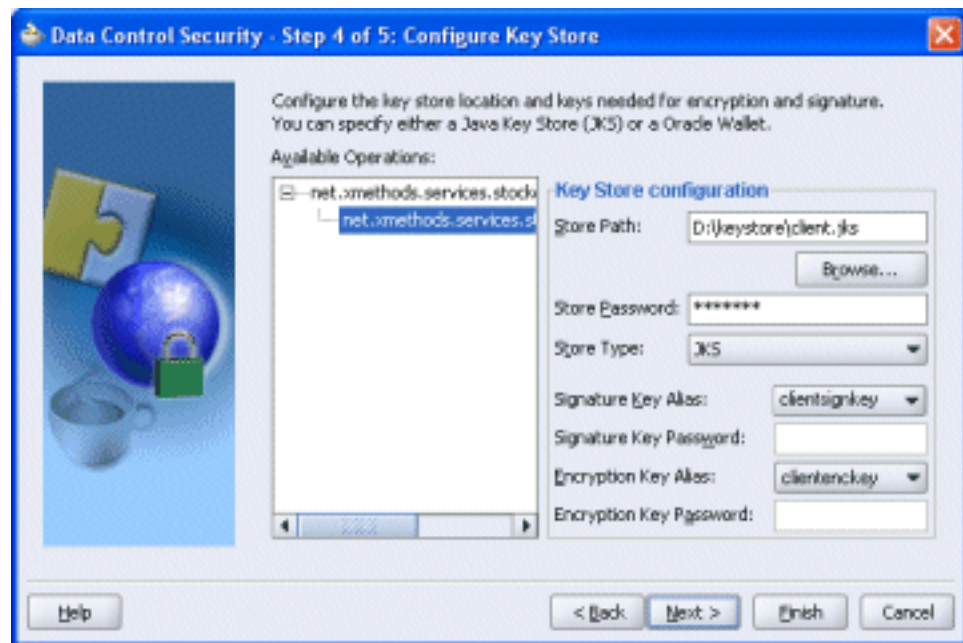 Data Control Security - Step 4 of 5: Configure Key Store
Configure the key store location and keys needed for encryption and signature.
You can specify either a Java Key Store (JKS) or a Oracle Wallet.
Available Operations:
net.xmethods.services.stock
net.xmethods.services.st
Key Store configuration
Store Path: D:\keystore\client.jks
Browse...
Store Password: *******
Store Type: JKS
Signature Key Alias: clientsignkey
Signature Key Password:
Encryption Key Alias: clientenckey
Encryption Key Password:
Help < Back Next > Finish Cancel